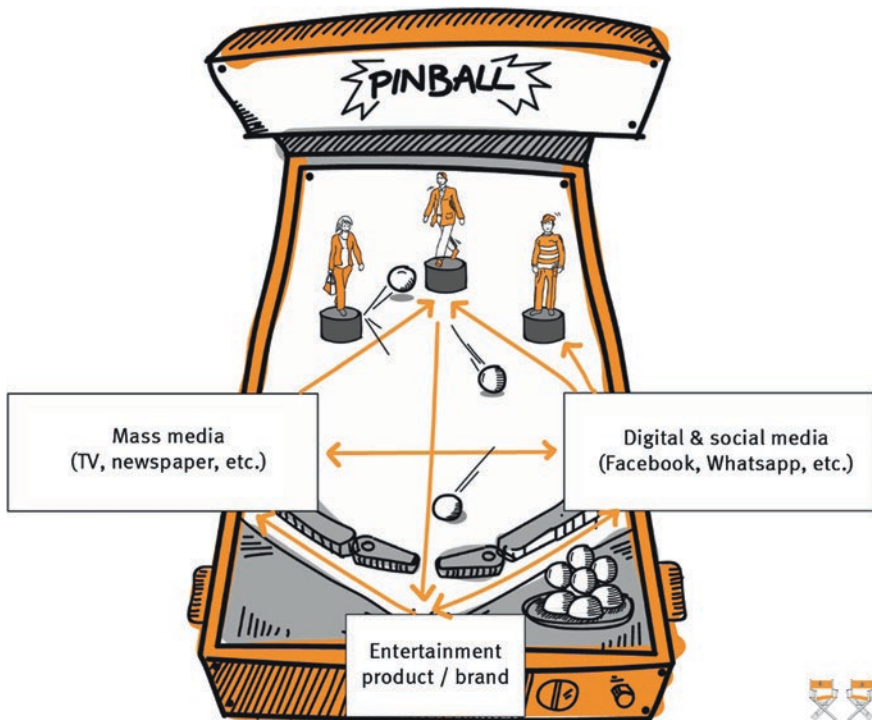 PINBALL
Mass media
(TV, newspaper, etc.)
Digital & social media
(Facebook, Whatsapp, etc.)
Entertainment
product / brand